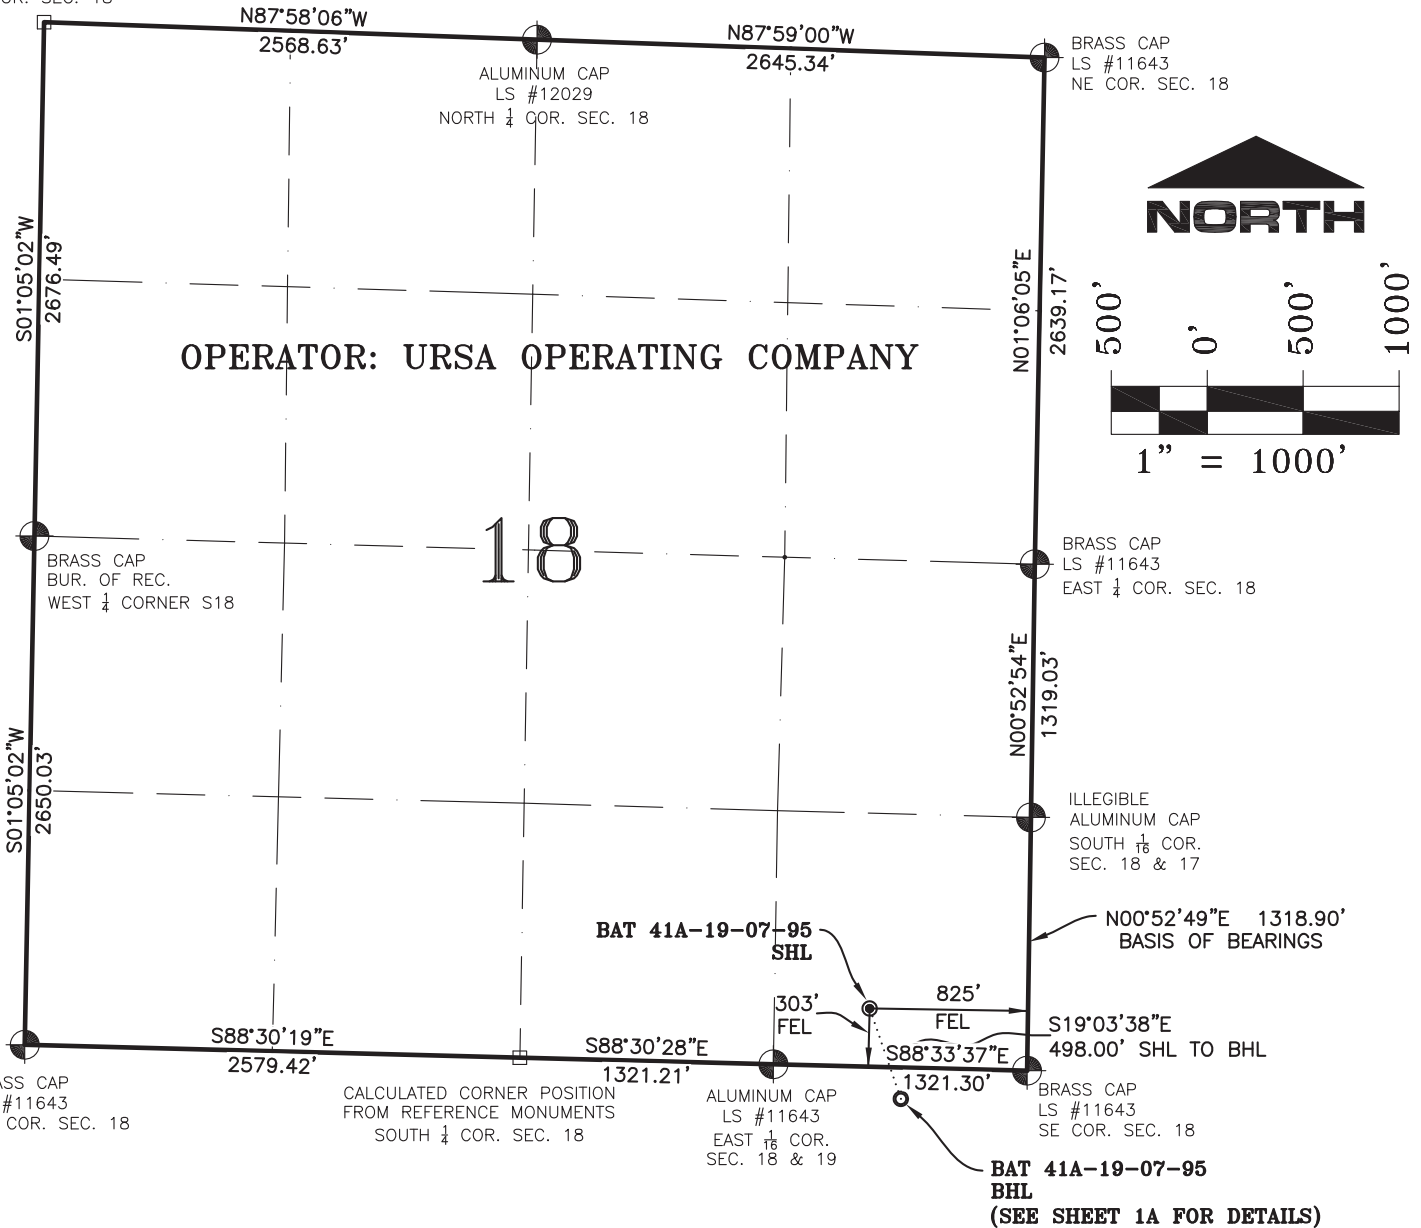 COR. SEC. 18
N87°58'06"W
2568.63'
N87°59'00"W
2645.34'
BRASS CAP
LS #11643
NE COR. SEC. 18
ALUMINUM CAP
LS #12029
NORTH 1/4 COR. SEC. 18
NORTH
S01°05'02"W
2676.49'
N01°06'05"E
2639.17'
500'
0'
500'
1000'
1" = 1000'
OPERATOR: URSA OPERATING COMPANY
18
BRASS CAP
BUR. OF REC.
WEST 1/4 CORNER S18
BRASS CAP
LS #11643
EAST 1/4 COR. SEC. 18
N00°52'54"E
1319.03'
S01°05'02"W
2650.03'
ILLEGIBLE
ALUMINUM CAP
SOUTH 1/16 COR.
SEC. 18 & 17
N00°52'49"E 1318.90'
BASIS OF BEARINGS
BAT 41A-19-07-95
SHL
303'
FEL
825'
FEL
S19°03'38"E
498.00' SHL TO BHL
S88°30'19"E
2579.42'
S88°30'28"E
1321.21'
S88°33'37"E
1321.30'
ASS CAP
#11643
COR. SEC. 18
CALCULATED CORNER POSITION
FROM REFERENCE MONUMENTS
SOUTH 1/4 COR. SEC. 18
ALUMINUM CAP
LS #11643
EAST 1/16 COR.
SEC. 18 & 19
BRASS CAP
LS #11643
SE COR. SEC. 18
BAT 41A-19-07-95
BHL
(SEE SHEET 1A FOR DETAILS)